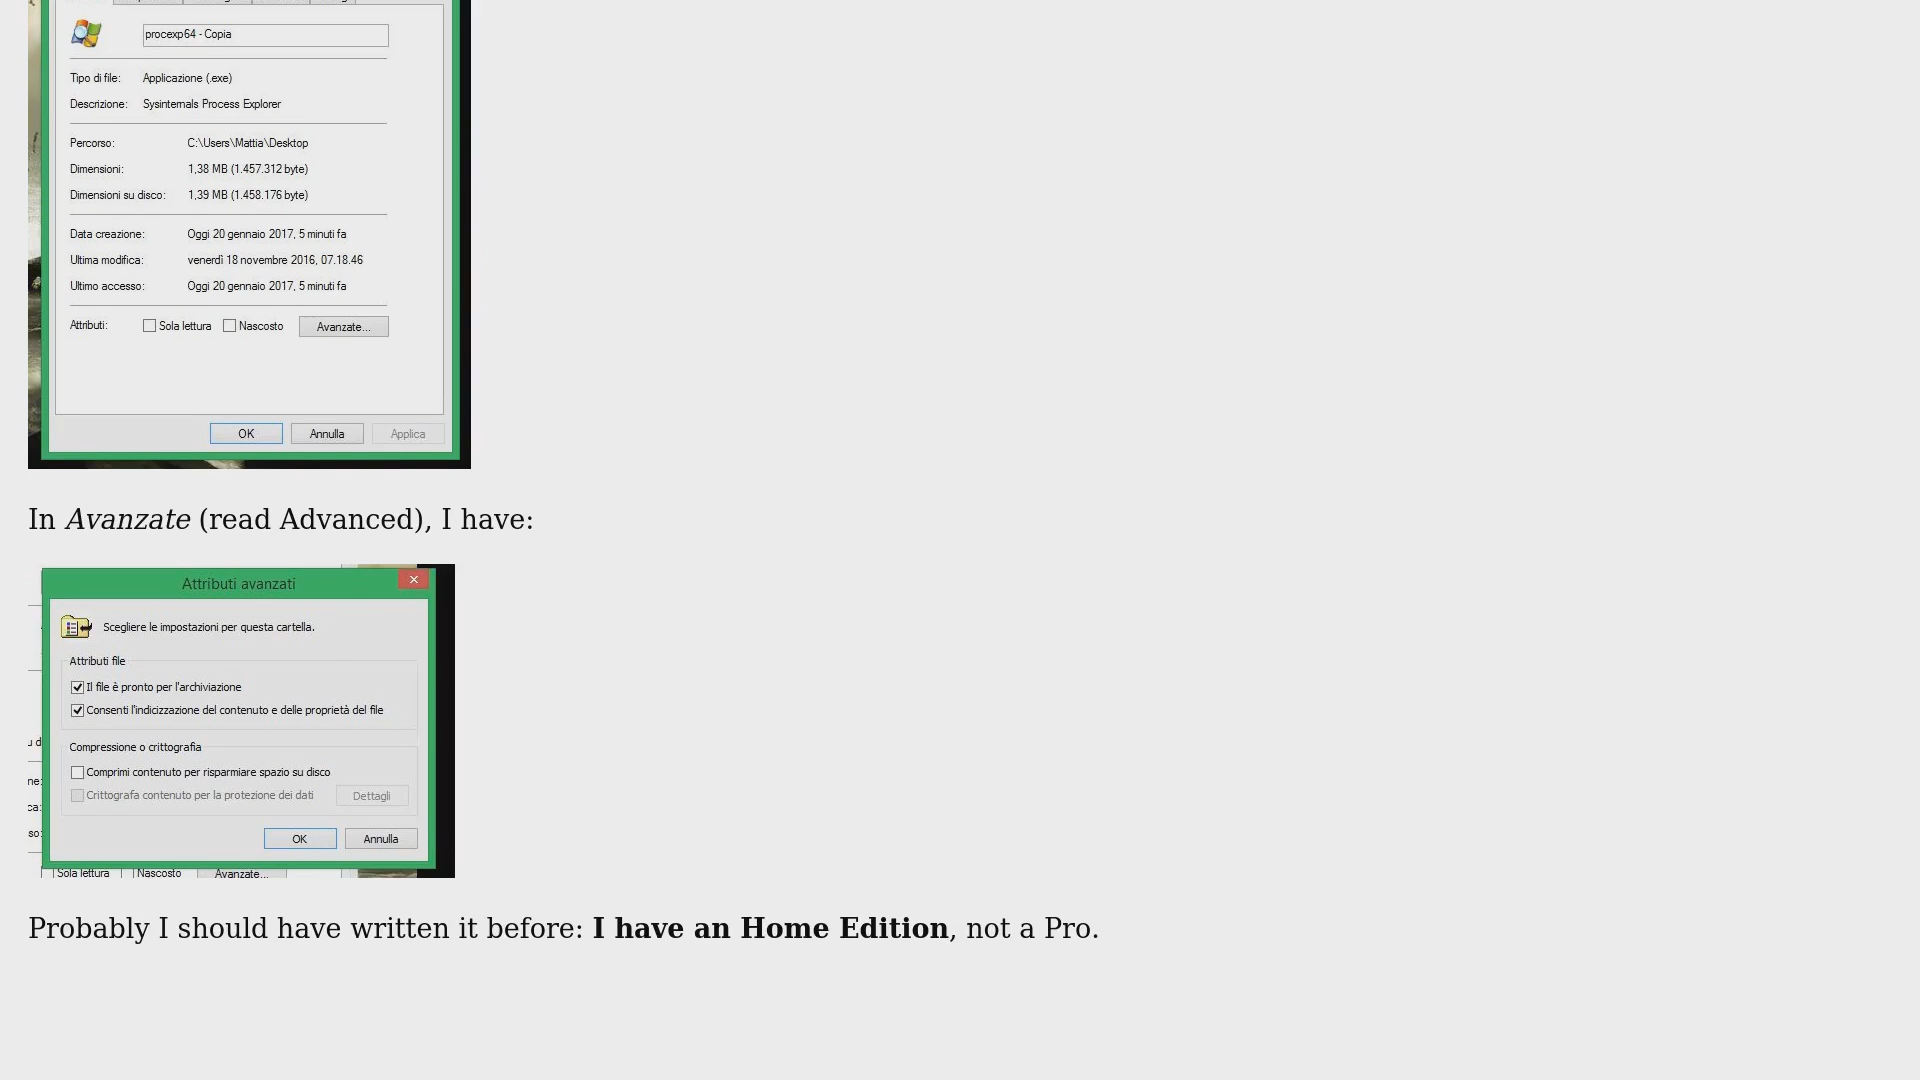 procexp64 - Copia
Tipo di file: Applicazione (.exe)
Descrizione: Sysinternals Process Explorer
Percorso: C:\Users\Mattia\Desktop
Dimensioni: 1,38 MB (1.457.312 byte)
Dimensioni su disco: 1,39 MB (1.458.176 byte)
Data creazione: Oggi 20 gennaio 2017, 5 minuti fa
Ultima modifica: venerdì 18 novembre 2016, 07.18.46
Ultimo accesso: Oggi 20 gennaio 2017, 5 minuti fa
Attributi: Sola lettura Nascosto Avanzate...
OK Annulla Applica
In Avanzate (read Advanced), I have:
Attributi avanzati
Scegliere le impostazioni per questa cartella.
Attributi file
Il file è pronto per l'archiviazione
Consenti l'indicizzazione del contenuto e delle proprietà del file
u d
Compressione o crittografia
Comprimi contenuto per risparmiare spazio su disco
ne:
Crittografa contenuto per la protezione dei dati Dettagli
ca:
so:
OK Annulla
Sola lettura Nascosto Avanzate...
Probably I should have written it before: I have an Home Edition, not a Pro.